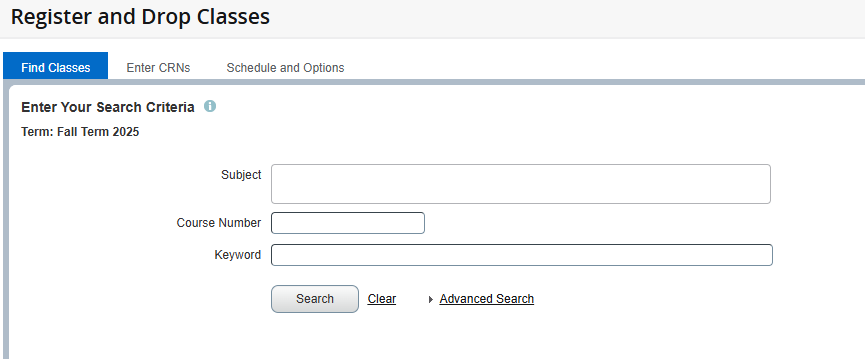 Register and Drop Classes
Find Classes Enter CRNs Schedule and Options
Enter Your Search Criteria
Term: Fall Term 2025
Subject
Course Number
Keyword
Search Clear Advanced Search